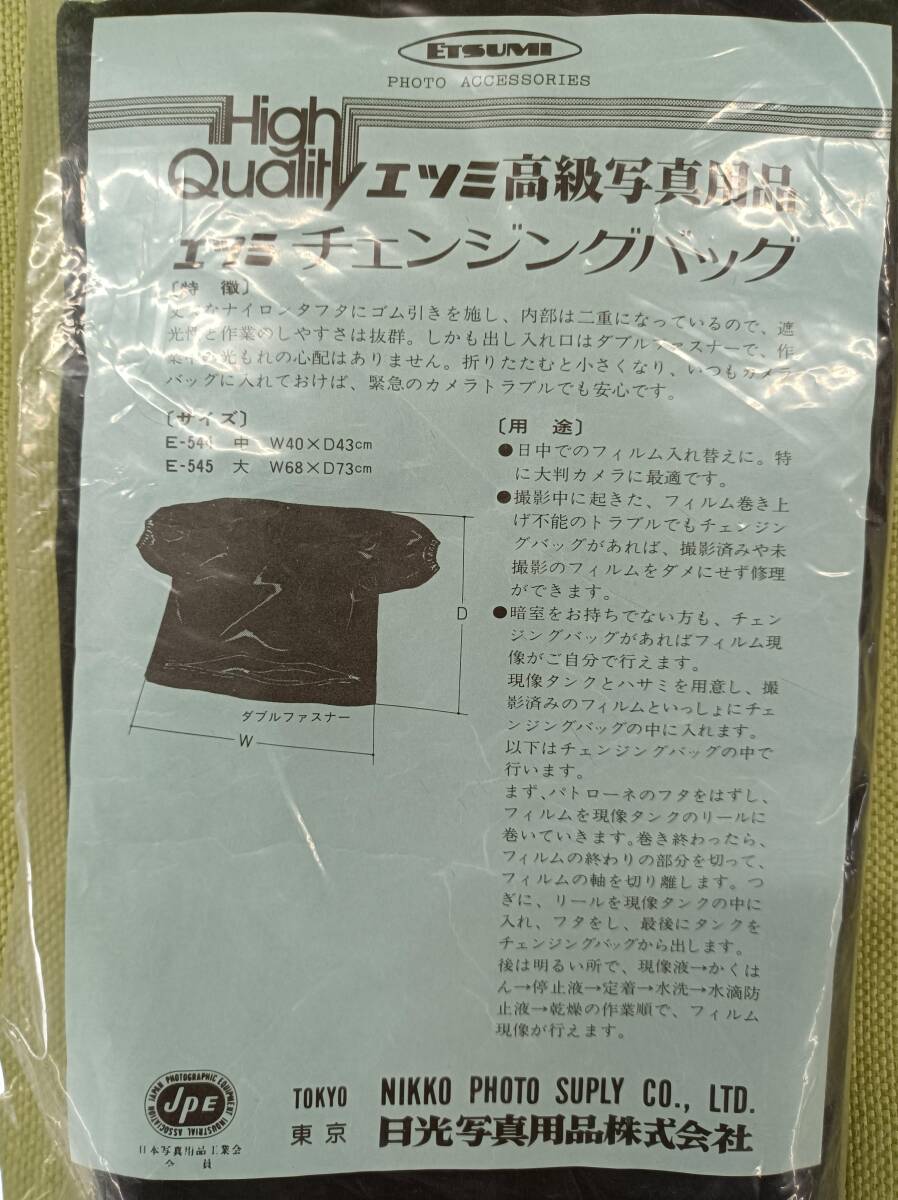 ETSUMI
PHOTO ACCESSORIES
High
Quality エツミ高級写真用品
エツミ チェンジングバッグ
〔特徴〕
丈夫なナイロンタフタにゴム引きを施し、内部は二重になっているので、遮
光性と作業のしやすさは抜群。しかも出し入れ口はダブルファスナーで、作
業中の光もれの心配はありません。折りたたむと小さくなり、いつもカメラ
バッグに入れておけば、緊急のカメラトラブルでも安心です。
〔サイズ〕
E-544 中 W40×D43cm
E-545 大 W68×D73cm
D
ダブルファスナー
W
〔用途〕
●日中でのフィルム入れ替えに。特
に大判カメラに最適です。
●撮影中に起きた、フィルム巻き上
げ不能のトラブルでもチェンジン
グバッグがあれば、撮影済みや未
撮影のフィルムをダメにせず修理
ができます。
●暗室をお持ちでない方も、チェン
ジングバッグがあればフィルム現
像がご自分で行えます。
現像タンクとハサミを用意し、撮
影済みのフィルムといっしょにチェ
ンジングバッグの中に入れます。
以下はチェンジングバッグの中で
行います。
まず、パトローネのフタをはずし、
フィルムを現像タンクのリールに
巻いていきます。巻き終わったら、
フィルムの終わりの部分を切って、
フィルムの軸を切り離します。つ
ぎに、リールを現像タンクの中に
入れ、フタをし、最後にタンクを
チェンジングバッグから出します。
後は明るい所で、現像液→かくは
ん→停止液→定着→水洗→水滴防
止液→乾燥の作業順で、フィルム
現像が行えます。
JAPAN PHOTOGRAPHIC EQUIPMENT INDUSTRIAL ASSOCIATION
JPE
日本写真用品工業会
会員
TOKYO NIKKO PHOTO SUPLY CO., LTD.
東京 日光写真用品株式会社